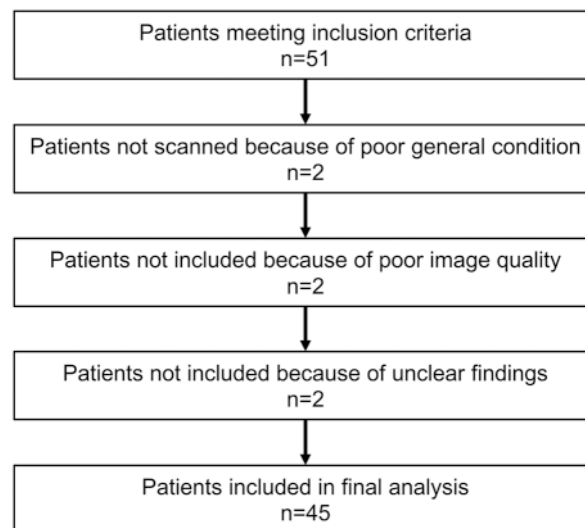 Patients meeting inclusion criteria
n=51
Patients not scanned because of poor general condition
n=2
Patients not included because of poor image quality
n=2
Patients not included because of unclear findings
n=2
Patients included in final analysis
n=45